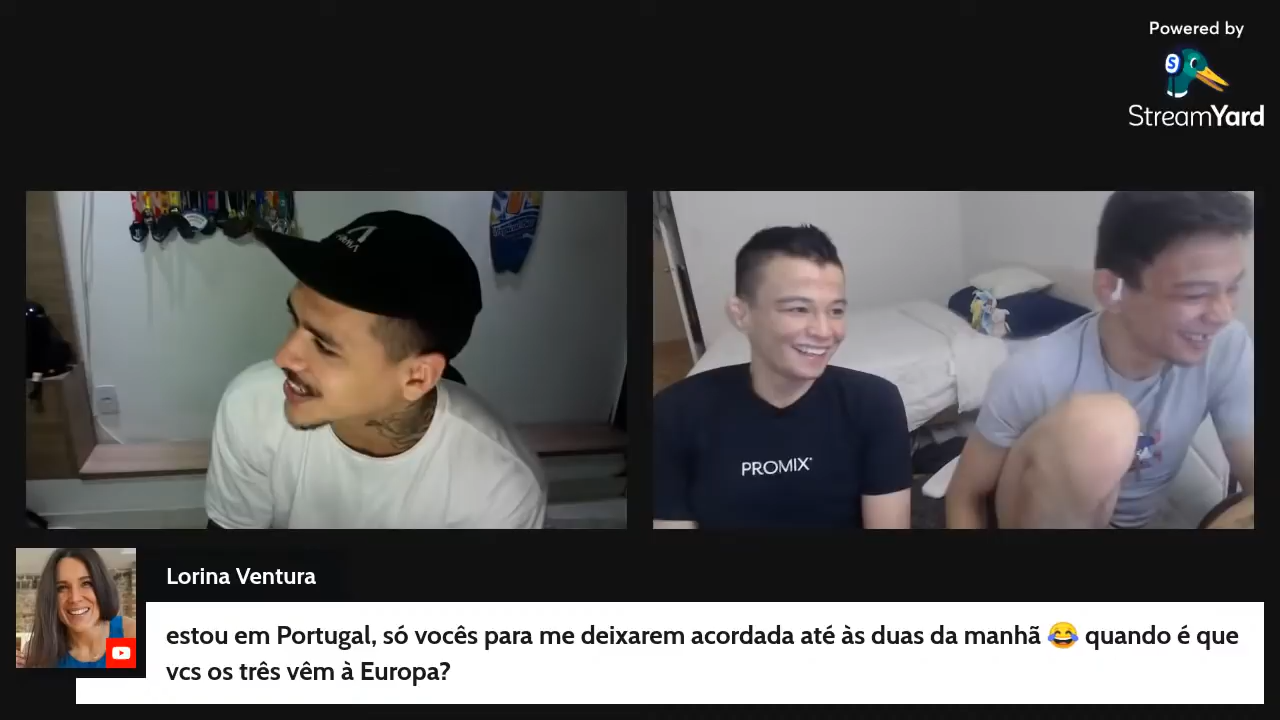 Powered by
S
StreamYard
PROMIX
Lorina Ventura
estou em Portugal, só vocês para me deixarem acordada até às duas da manhã 😂 quando é que
vcs os três vêm à Europa?